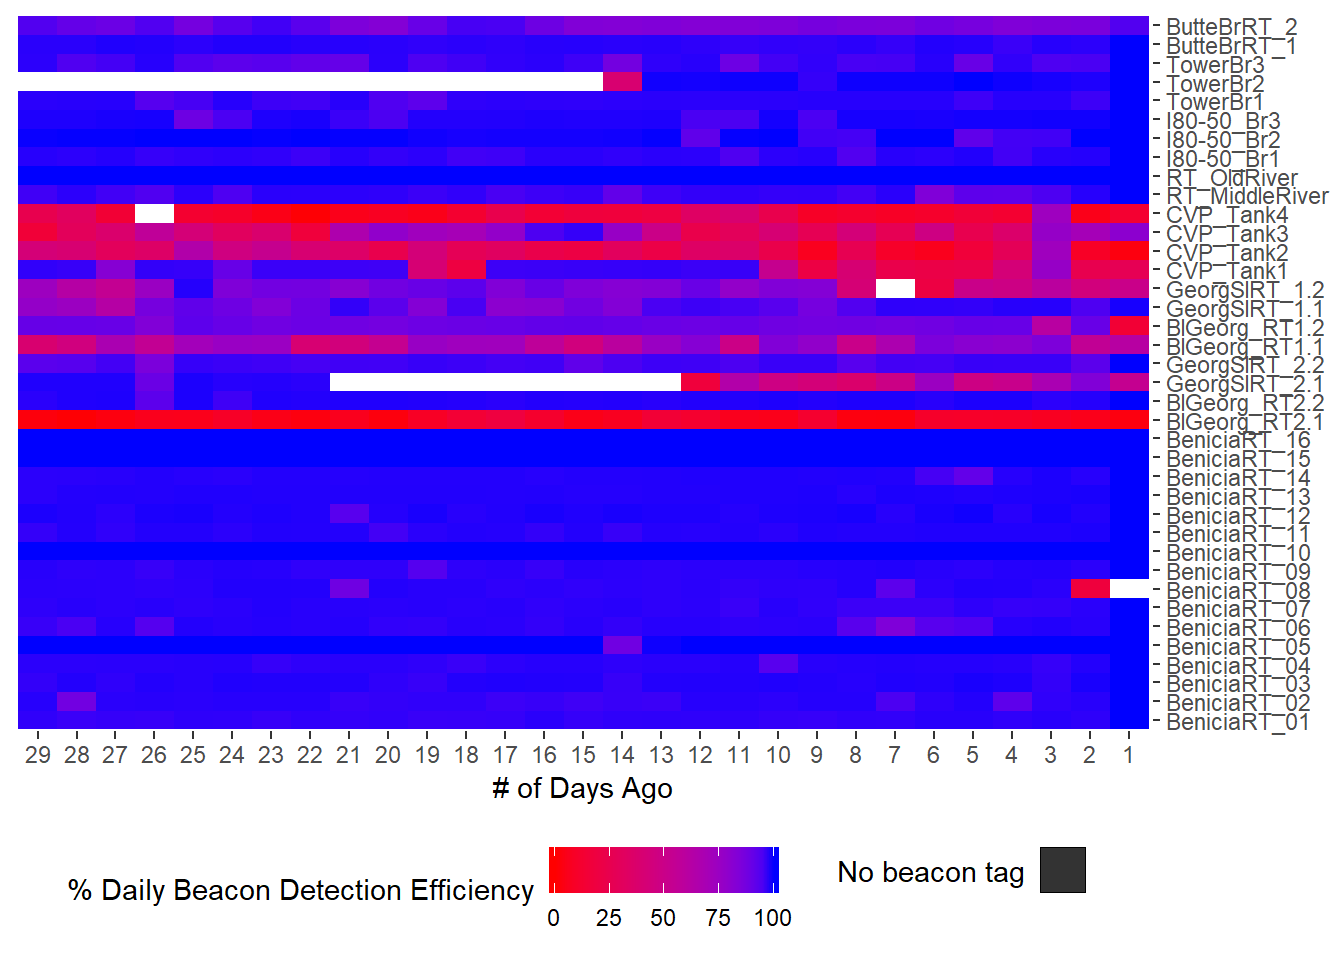 ButteBrRT_2
ButteBrRT_1
TowerBr3
TowerBr2
TowerBr1
I80-50_Br3
I80-50_Br2
I80-50_Br1
RT_OldRiver
RT_MiddleRiver
CVP_Tank4
CVP_Tank3
CVP_Tank2
CVP_Tank1
GeorgSlRT_1.2
GeorgSlRT_1.1
BlGeorg_RT1.2
BlGeorg_RT1.1
GeorgSlRT_2.2
GeorgSlRT_2.1
BlGeorg_RT2.2
BlGeorg_RT2.1
BeniciaRT_16
BeniciaRT_15
BeniciaRT_14
BeniciaRT_13
BeniciaRT_12
BeniciaRT_11
BeniciaRT_10
BeniciaRT_09
BeniciaRT_08
BeniciaRT_07
BeniciaRT_06
BeniciaRT_05
BeniciaRT_04
BeniciaRT_03
BeniciaRT_02
BeniciaRT_01
29 28 27 26 25 24 23 22 21 20 19 18 17 16 15 14 13 12 11 10 9 8 7 6 5 4 3 2 1
# of Days Ago
% Daily Beacon Detection Efficiency
0 25 50 75 100
No beacon tag